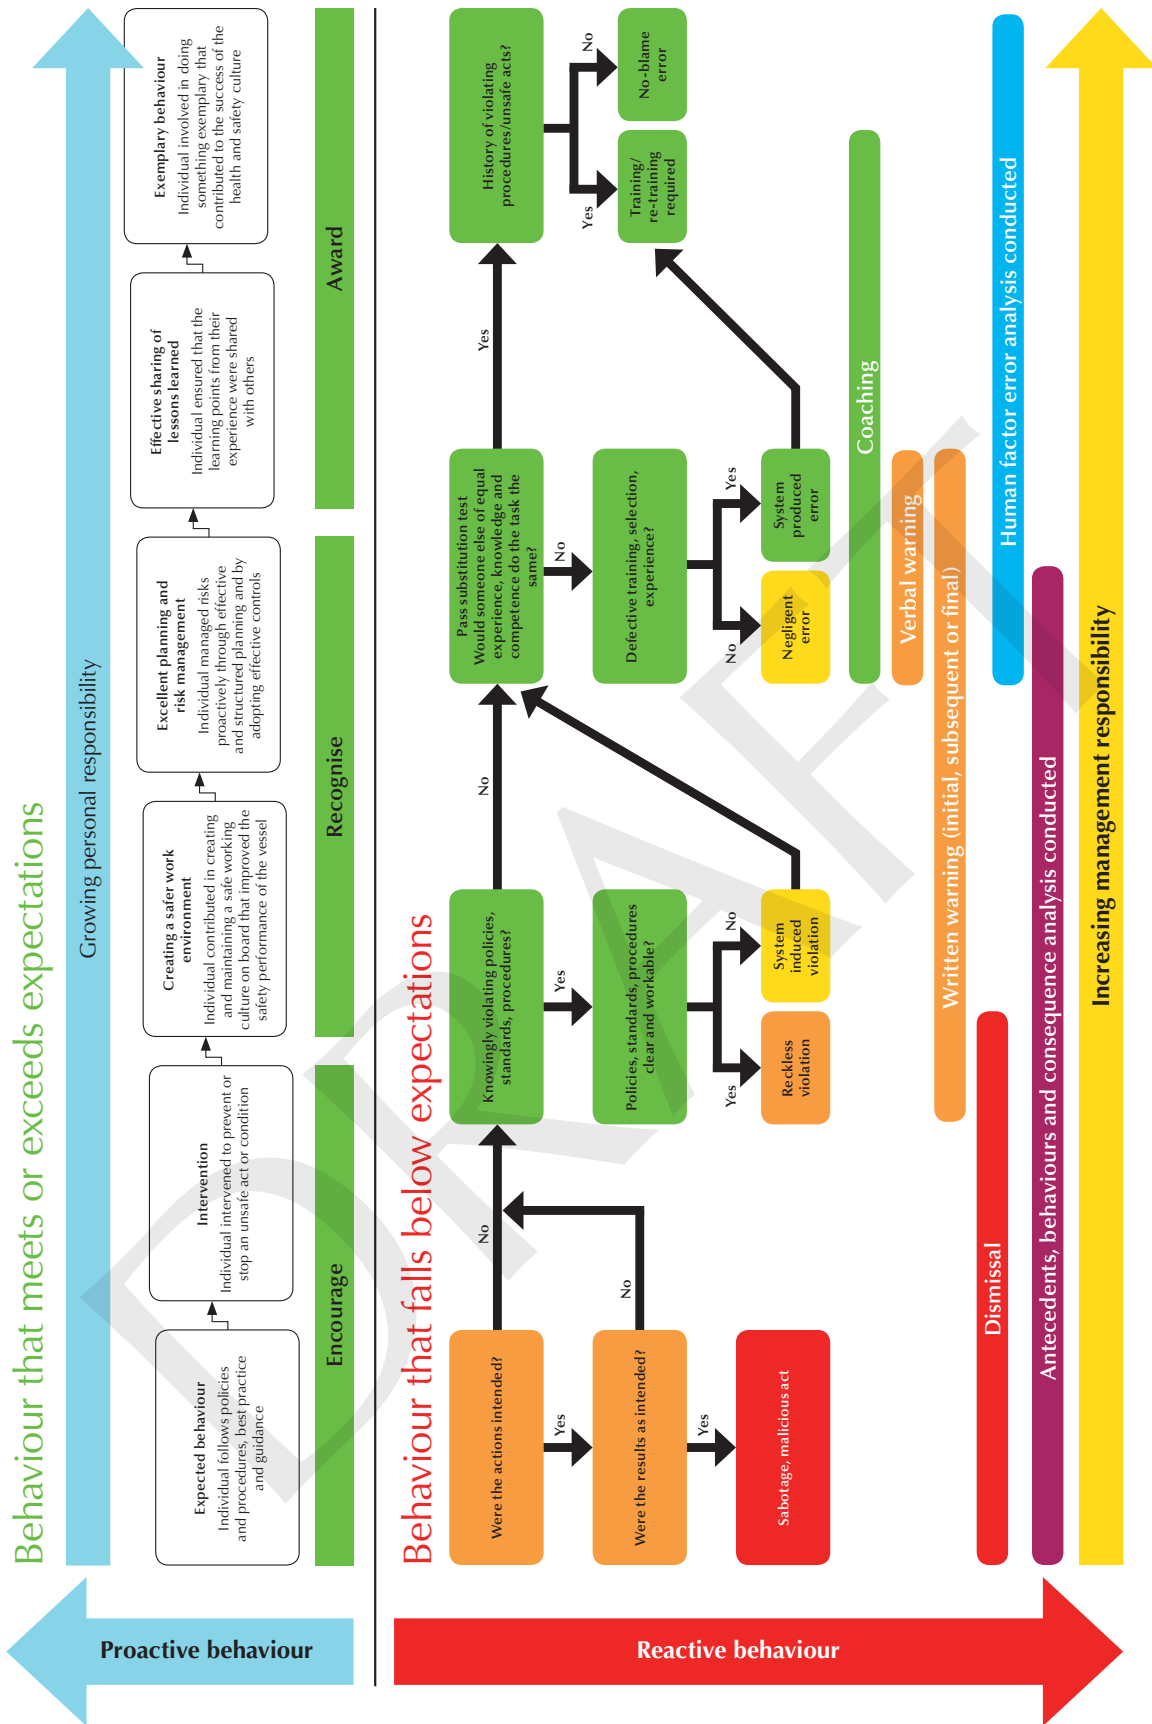 Behaviour that meets or exceeds expectations
Proactive behaviour
Growing personal responsibility
Expected behaviour
Individual follows policies
and procedures, best practice
and guidance
Intervention
Individual intervened to prevent or
stop an unsafe act or condition
Creating a safer work
environment
Individual contributed in creating
and maintaining a safe working
culture on board that improved the
safety performance of the vessel
Excellent planning and
risk management
Individual managed risks
proactively through effective
and structured planning and by
adopting effective controls
Effective sharing of
lessons learned
Individual ensured that the
learning points from their
experience were shared
with others
Exemplary behaviour
Individual involved in doing
something exemplary that
contributed to the success of the
health and safety culture
Encourage
Recognise
Award
Behaviour that falls below expectations
Reactive behaviour
Were the actions intended?
No
Knowingly violating policies,
standards, procedures?
No
Pass substitution test
Would someone else of equal
experience, knowledge and
competence do the task the
same?
Yes
History of violating
procedures/unsafe acts?
Yes
No
Yes
No
Yes
No
Were the results as intended?
Policies, standards, procedures
clear and workable?
Defective training, selection,
experience?
Training/
re-training
required
No-blame
error
Yes
Yes
No
No
Yes
Sabotage, malicious act
Reckless
violation
System
induced
violation
Negligent
error
System
produced
error
Coaching
Verbal warning
Written warning (initial, subsequent or final)
Dismissal
Human factor error analysis conducted
Antecedents, behaviours and consequence analysis conducted
Increasing management responsibility
DRAFT